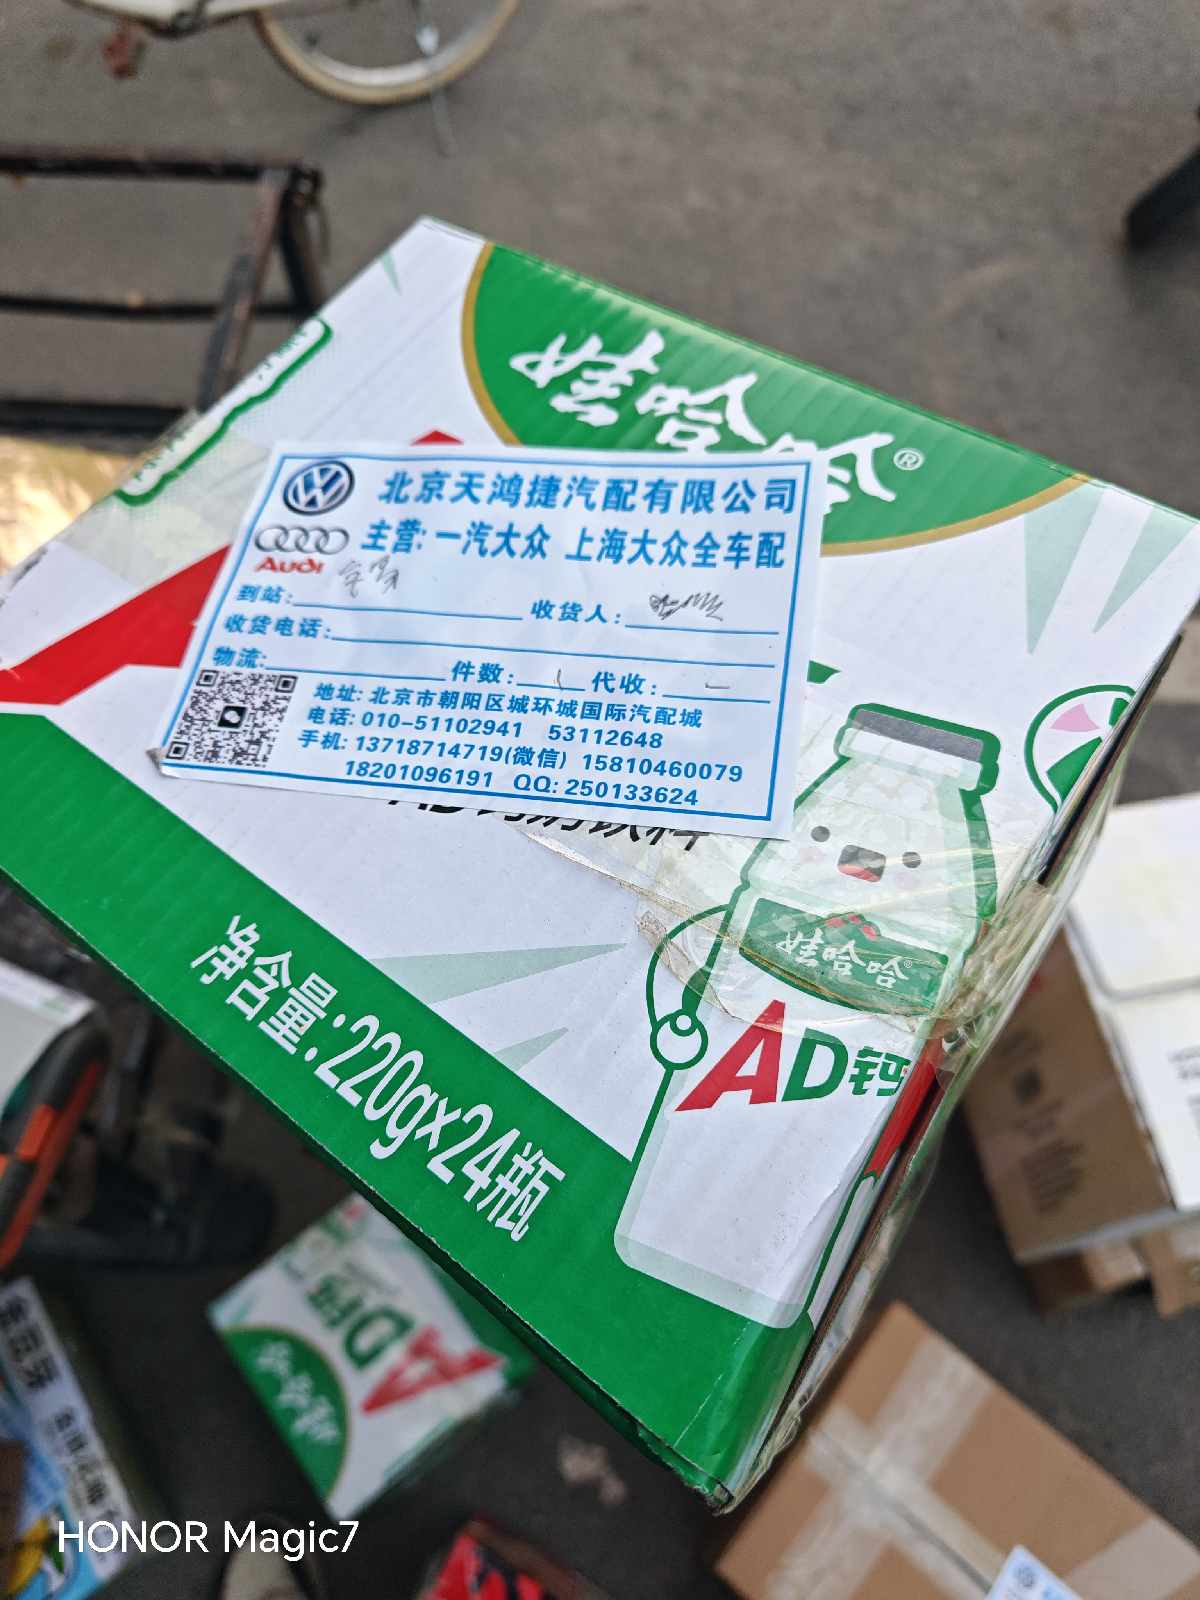 娃哈哈®
北京天鸿捷汽配有限公司
主营:一汽大众 上海大众全车配
Audi
到站:
收货人:
收货电话:
物流:
件数:
代收:
地址:北京市朝阳区城环城国际汽配城
电话:010-51102941 53112648
手机:13718714719(微信) 15810460079
18201096191 QQ:250133624
娃哈哈®
AD钙
净含量:220g×24瓶
AD钙
HONOR Magic7